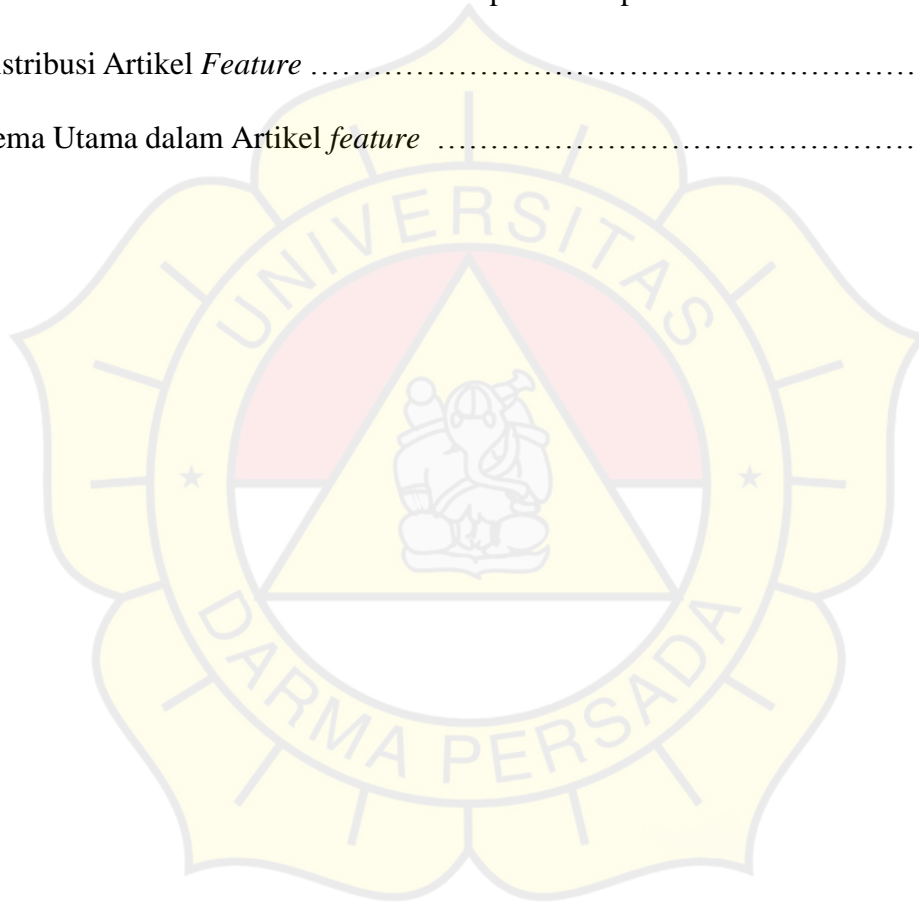 stribusi Artikel Feature ……………………………………………………
ema Utama dalam Artikel feature ………………………………………
UNIVERSITAS
DARMA PERSADA